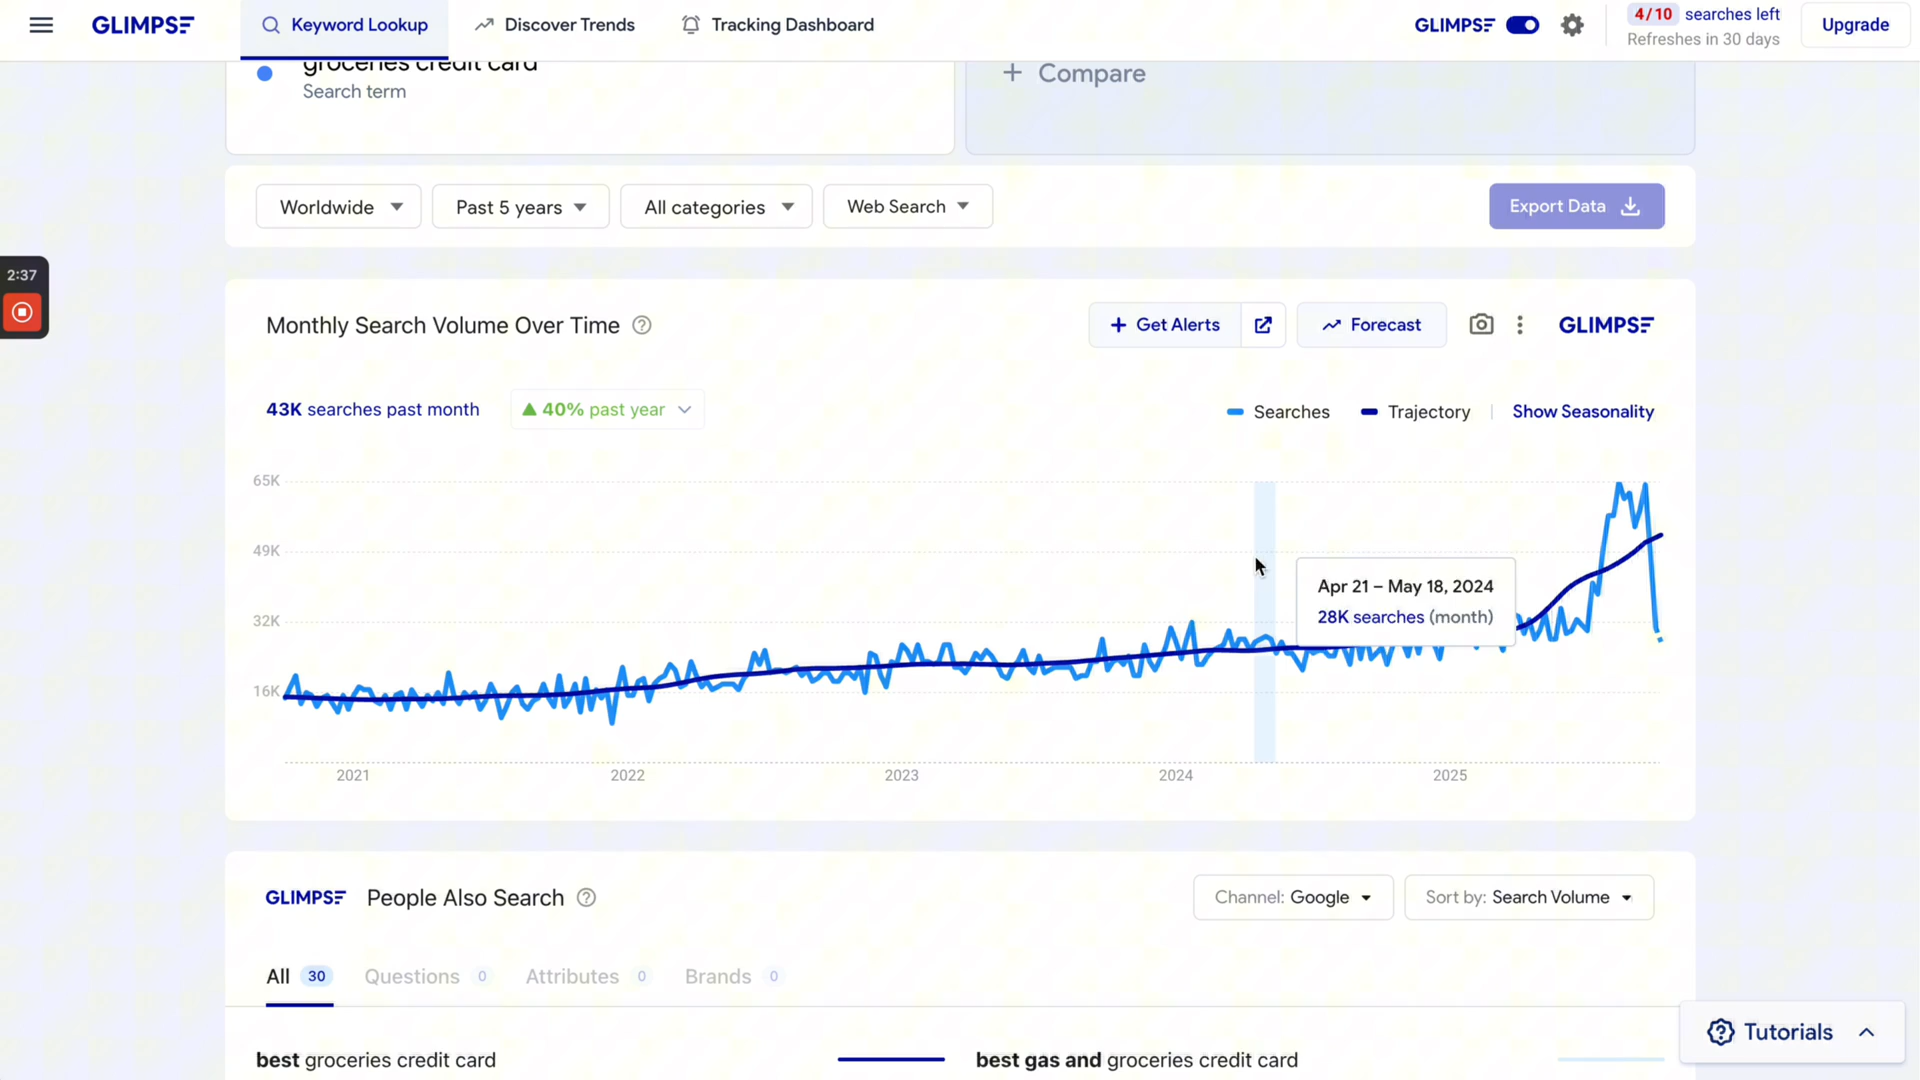 GLIMPSE
Keyword Lookup
Discover Trends
Tracking Dashboard
GLIMPSE
4/10 searches left
Refreshes in 30 days
Upgrade
groceries credit card
Search term
+ Compare
Worldwide
Past 5 years
All categories
Web Search
Export Data
2:37
Monthly Search Volume Over Time
+ Get Alerts
Forecast
GLIMPSE
43K searches past month
▲ 40% past year
Searches
Trajectory
Show Seasonality
65K
49K
32K
16K
Apr 21 – May 18, 2024
28K searches (month)
2021
2022
2023
2024
2025
GLIMPSE People Also Search
Channel: Google
Sort by: Search Volume
All 30
Questions 0
Attributes 0
Brands 0
Tutorials
best groceries credit card
best gas and groceries credit card